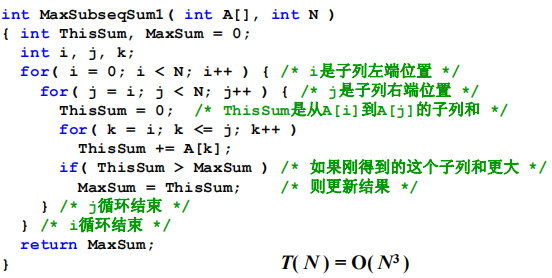 int MaxSubseqSum1( int A[], int N )
{ int ThisSum, MaxSum = 0;
int i, j, k;
for( i = 0; i < N; i++ ) { /* i是子列左端位置 */
for( j = i; j < N; j++ ) { /* j是子列右端位置 */
ThisSum = 0; /* ThisSum是从A[i]到A[j]的子列和 */
for( k = i; k <= j; k++ )
ThisSum += A[k];
if( ThisSum > MaxSum ) /* 如果刚得到的这个子列和更大 */
MaxSum = ThisSum; /* 则更新结果 */
} /* j循环结束 */
} /* i循环结束 */
return MaxSum;
} T( N ) = O( N³ )